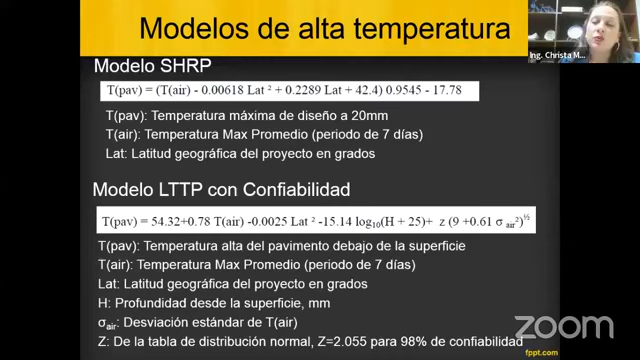 Modelos de alta temperatura
Ing. Christa M...
Modelo SHRP
T(pav) = (T(air) - 0.00618 Lat ² + 0.2289 Lat + 42.4) 0.9545 - 17.78
T(pav): Temperatura máxima de diseño a 20mm
T(air): Temperatura Max Promedio (periodo de 7 días)
Lat: Latitud geográfica del proyecto en grados
Modelo LTTP con Confiabilidad
T(pav) = 54.32+0.78 T(air) -0.0025 Lat ² -15.14 log₁₀(H + 25)+ z (9 +0.61 σ air²)^½
T(pav): Temperatura alta del pavimento debajo de la superficie
T(air): Temperatura Max Promedio (periodo de 7 días)
Lat: Latitud geográfica del proyecto en grados
H: Profundidad desde la superficie, mm
σair: Desviación estándar de T(air)
Z: De la tabla de distribución normal, Z=2.055 para 98% de confiabilidad
zoom
fppt.com